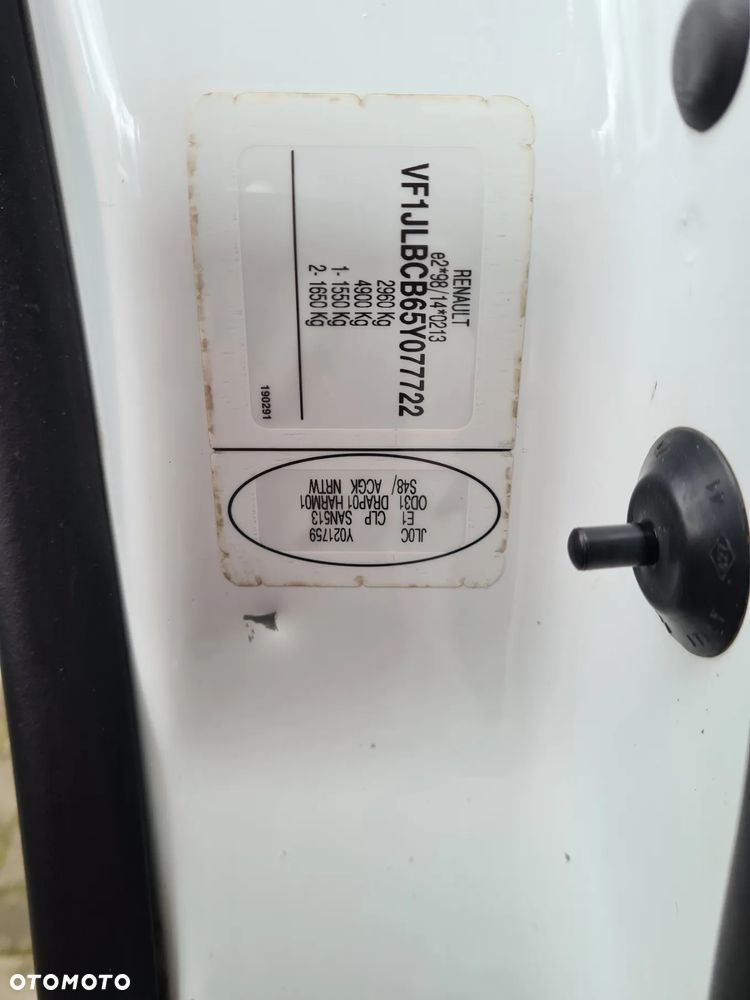 RENAULT
e2*98/14*0213
VF1JLBCB65Y077722
2960 Kg
4900 Kg
1- 1550 Kg
2- 1650 Kg
190291
JL0C Y021759
E1 CLP SAN513
OD31 DRAP01 HARM01
S48/ ACGK NRTW
OTOMOTO